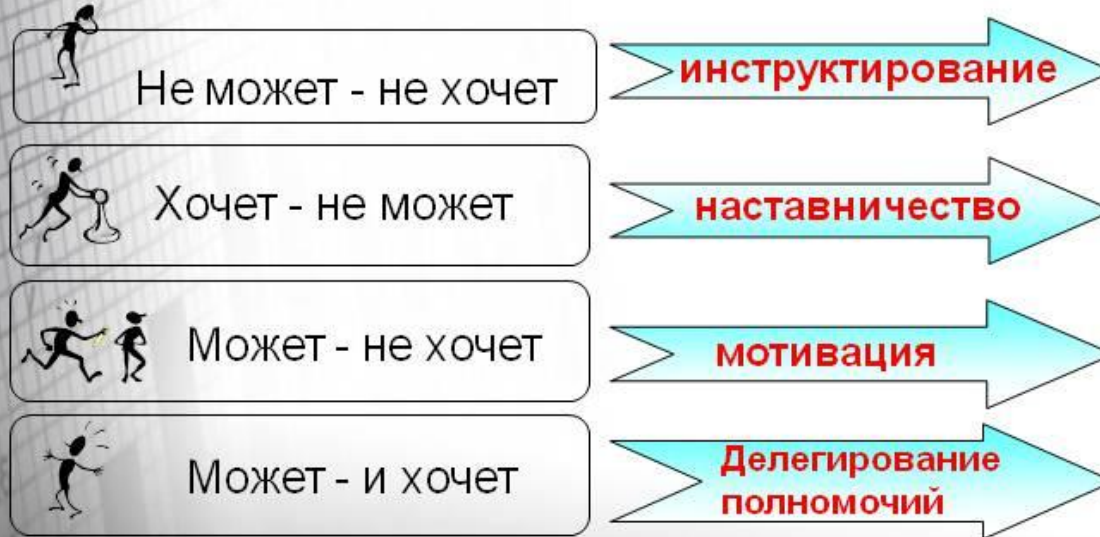 Не может - не хочет
инструктирование
Хочет - не может
наставничество
Может - не хочет
мотивация
Может - и хочет
Делегирование
полномочий